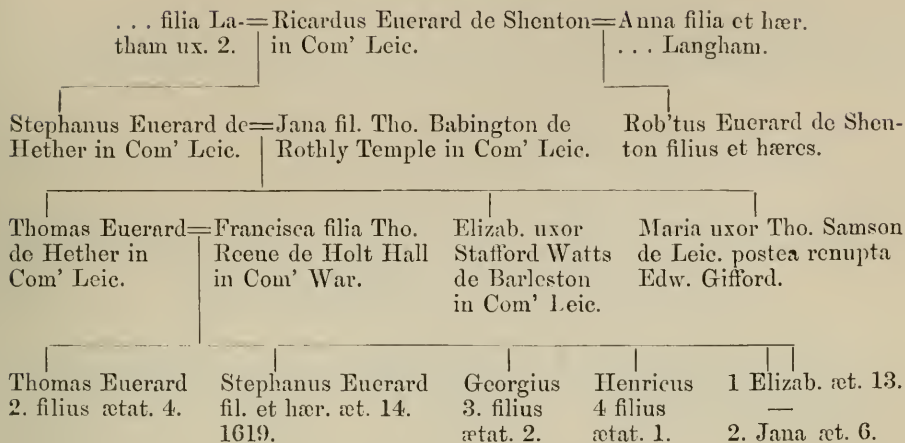 . . . filia La-
tham ux. 2.
Ricardus Euerard de Shenton
in Com' Leic.
Anna filia et hær.
. . . Langham.
Stephanus Euerard de
Hether in Com' Leic.
Jana fil. Tho. Babington de
Rothly Temple in Com' Leic.
Rob'tus Euerard de Shen-
ton filius et hæres.
Thomas Euerard
de Hether in
Com' Leic.
Francisca filia Tho.
Reene de Holt Hall
in Com' War.
Elizab. uxor
Stafford Watts
de Barleston
in Com' Leic.
Maria uxor Tho. Samson
de Leic. postea renupta
Edw. Gifford.
Thomas Euerard
2. filius ætat. 4.
Stephanus Euerard
fil. et hær. æt. 14.
1619.
Georgius
3. filius
ætat. 2.
Henricus
4 filius
ætat. 1.
1 Elizab. æt. 13.
—
2. Jana æt. 6.